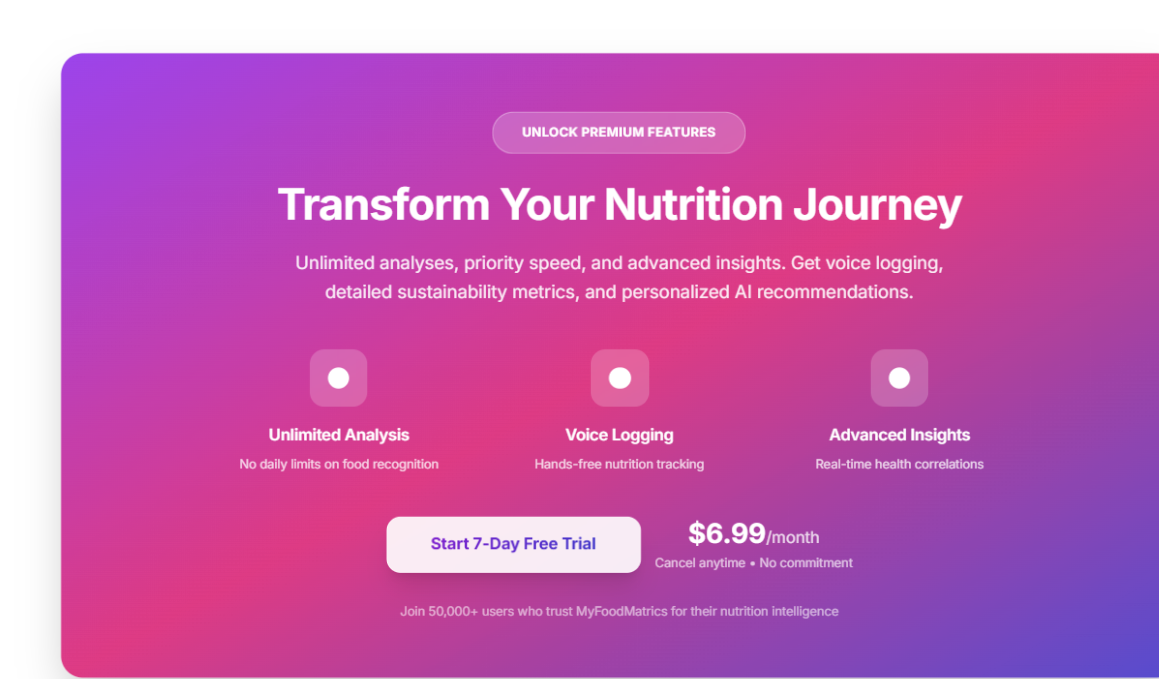 UNLOCK PREMIUM FEATURES
Transform Your Nutrition Journey
Unlimited analyses, priority speed, and advanced insights. Get voice logging,
detailed sustainability metrics, and personalized AI recommendations.
Unlimited Analysis
No daily limits on food recognition
Voice Logging
Hands-free nutrition tracking
Advanced Insights
Real-time health correlations
Start 7-Day Free Trial
$6.99/month
Cancel anytime • No commitment
Join 50,000+ users who trust MyFoodMatrics for their nutrition intelligence